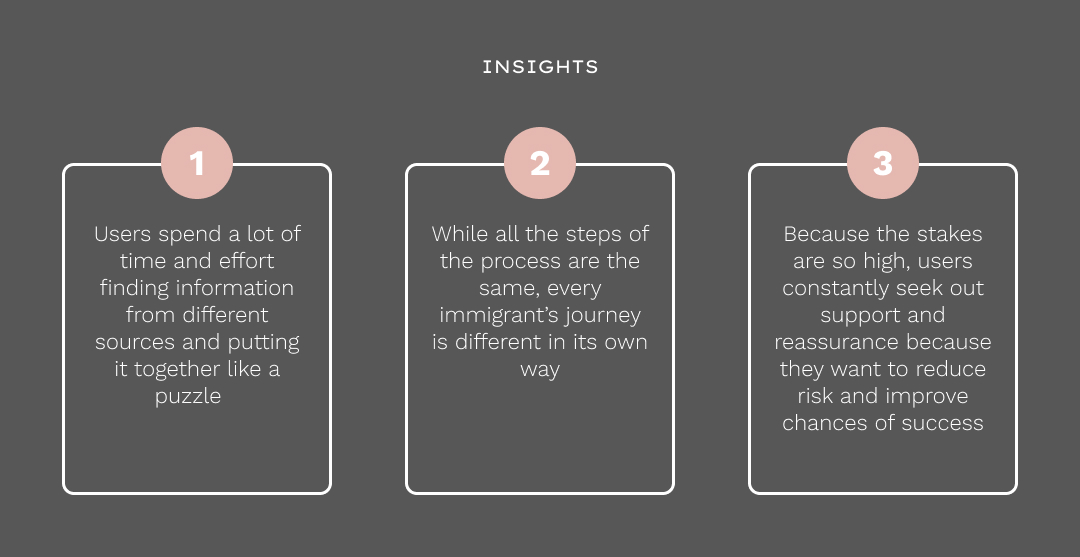 INSIGHTS
1
Users spend a lot of
time and effort
finding information
from different
sources and putting
it together like a
puzzle
2
While all the steps of
the process are the
same, every
immigrant’s journey
is different in its own
way
3
Because the stakes
are so high, users
constantly seek out
support and
reassurance because
they want to reduce
risk and improve
chances of success